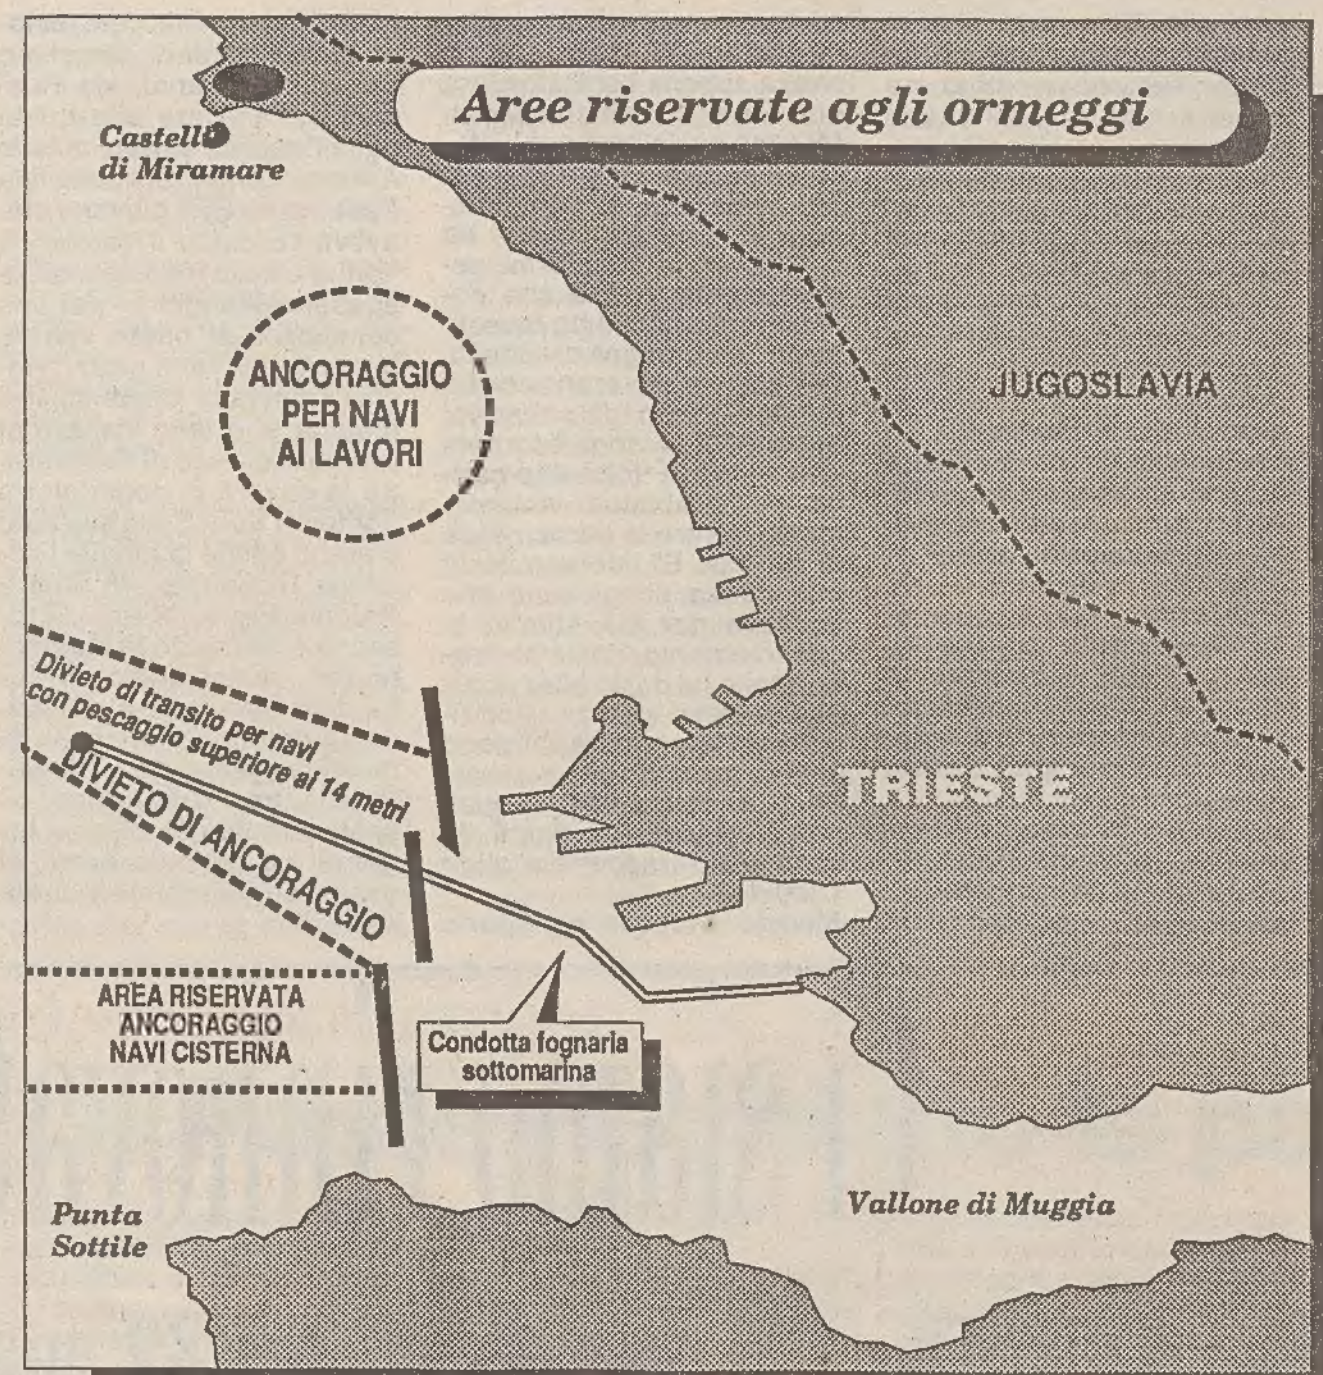 Aree riservate agli ormeggi
Castello
di Miramare
ANCORAGGIO
PER NAVI
AI LAVORI
JUGOSLAVIA
Divieto di transito per navi
con pescaggio superiore ai 14 metri
DIVIETO DI ANCORAGGIO
TRIESTE
AREA RISERVATA
ANCORAGGIO
NAVI CISTERNA
Condotta fognaria
sottomarina
Punta
Sottile
Vallone di Muggia